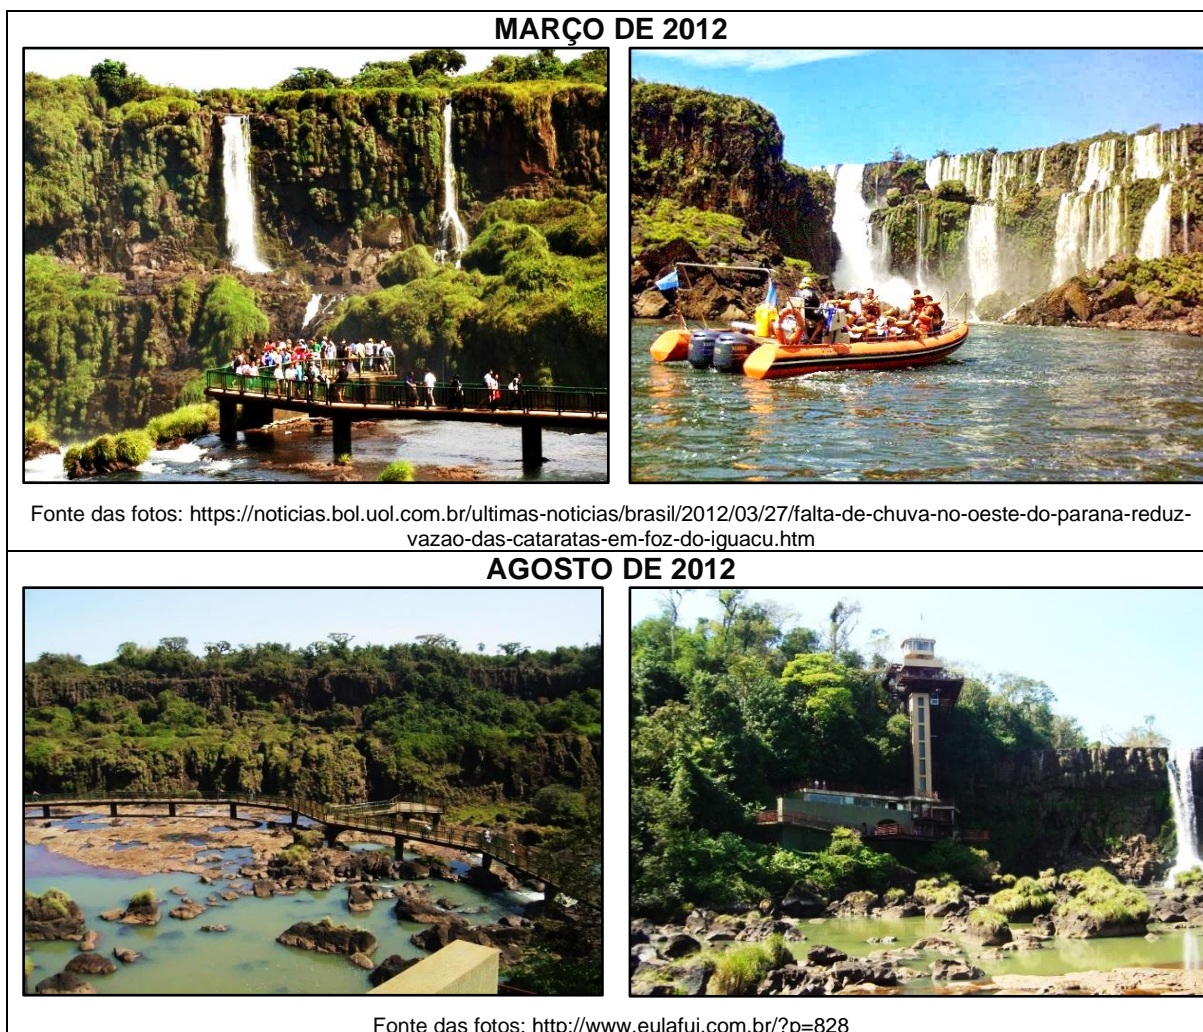 MARÇO DE 2012
Fonte das fotos: https://noticias.bol.uol.com.br/ultimas-noticias/brasil/2012/03/27/falta-de-chuva-no-oeste-do-parana-reduz-
vazao-das-cataratas-em-foz-do-iguacu.htm
AGOSTO DE 2012
Fonte das fotos: http://www.eulafui.com.br/?p=828